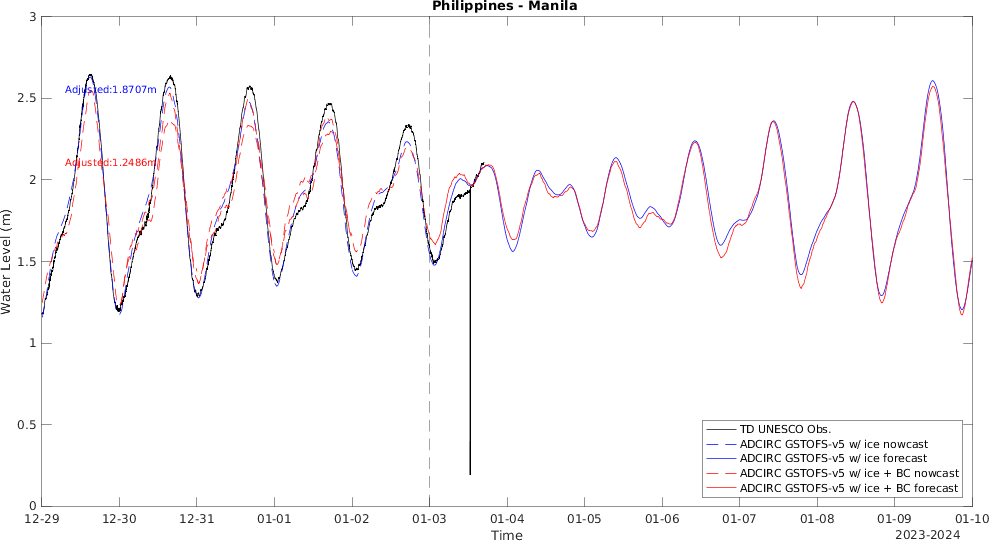 Philippines - Manila
3
2.5
2
1.5
1
0.5
0
Water Level (m)
Adjusted:1.8707m
Adjusted:1.2486m
TD UNESCO Obs.
ADCIRC GSTOFS-v5 w/ ice nowcast
ADCIRC GSTOFS-v5 w/ ice forecast
ADCIRC GSTOFS-v5 w/ ice + BC nowcast
ADCIRC GSTOFS-v5 w/ ice + BC forecast
12-29 12-30 12-31 01-01 01-02 01-03 01-04 01-05 01-06 01-07 01-08 01-09 01-10
Time
2023-2024